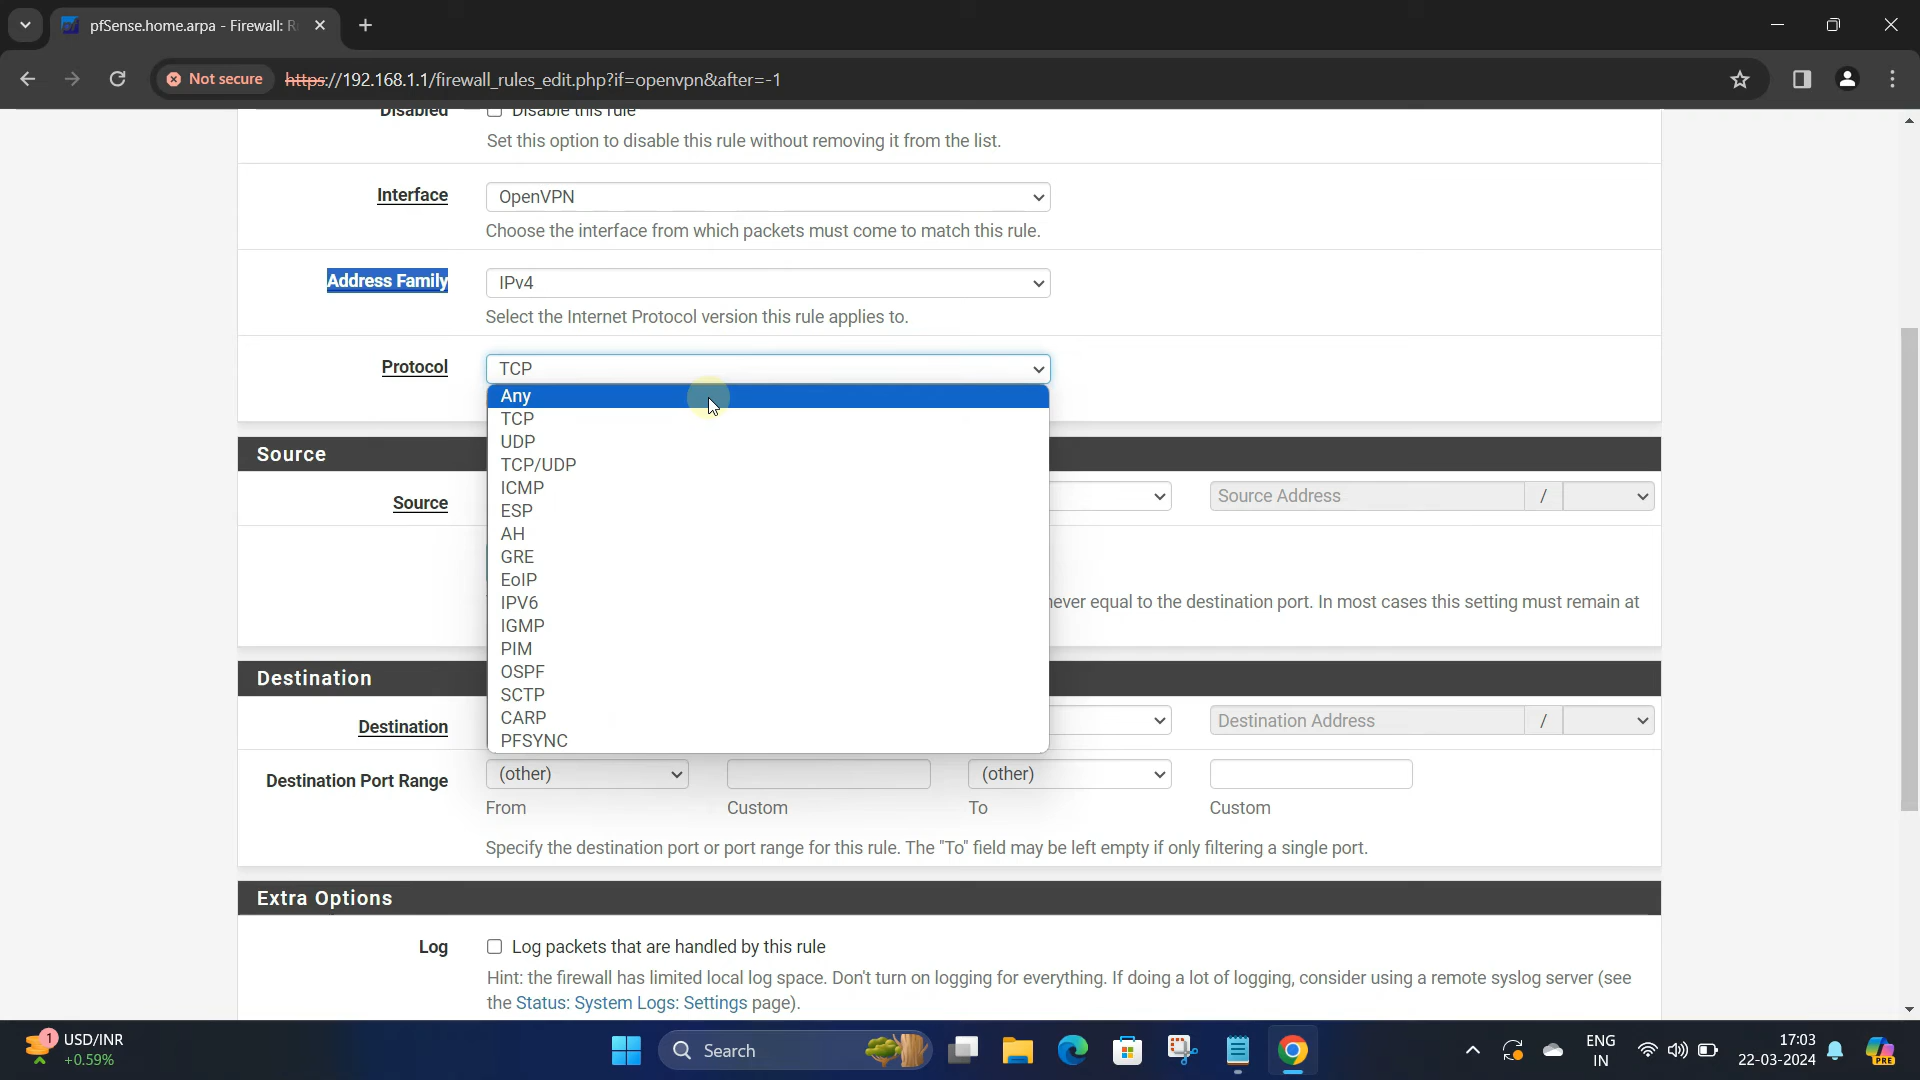 pfSense.home.arpa - Firewall: R
Not secure
https://192.168.1.1/firewall_rules_edit.php?if=openvpn&after=-1
Disabled
Disable this rule
Set this option to disable this rule without removing it from the list.
Interface
OpenVPN
Choose the interface from which packets must come to match this rule.
Address Family
IPv4
Select the Internet Protocol version this rule applies to.
Protocol
TCP
Any
TCP
UDP
TCP/UDP
ICMP
ESP
AH
GRE
EoIP
IPV6
IGMP
PIM
OSPF
SCTP
CARP
PFSYNC
Source
Source
Source Address /
never equal to the destination port. In most cases this setting must remain at
Destination
Destination
Destination Address /
Destination Port Range
(other)
(other)
From
Custom
To
Custom
Specify the destination port or port range for this rule. The "To" field may be left empty if only filtering a single port.
Extra Options
Log
Log packets that are handled by this rule
Hint: the firewall has limited local log space. Don't turn on logging for everything. If doing a lot of logging, consider using a remote syslog server (see
the Status: System Logs: Settings page).
1
USD/INR
+0.59%
Search
ENG
IN
17:03
22-03-2024
PRE